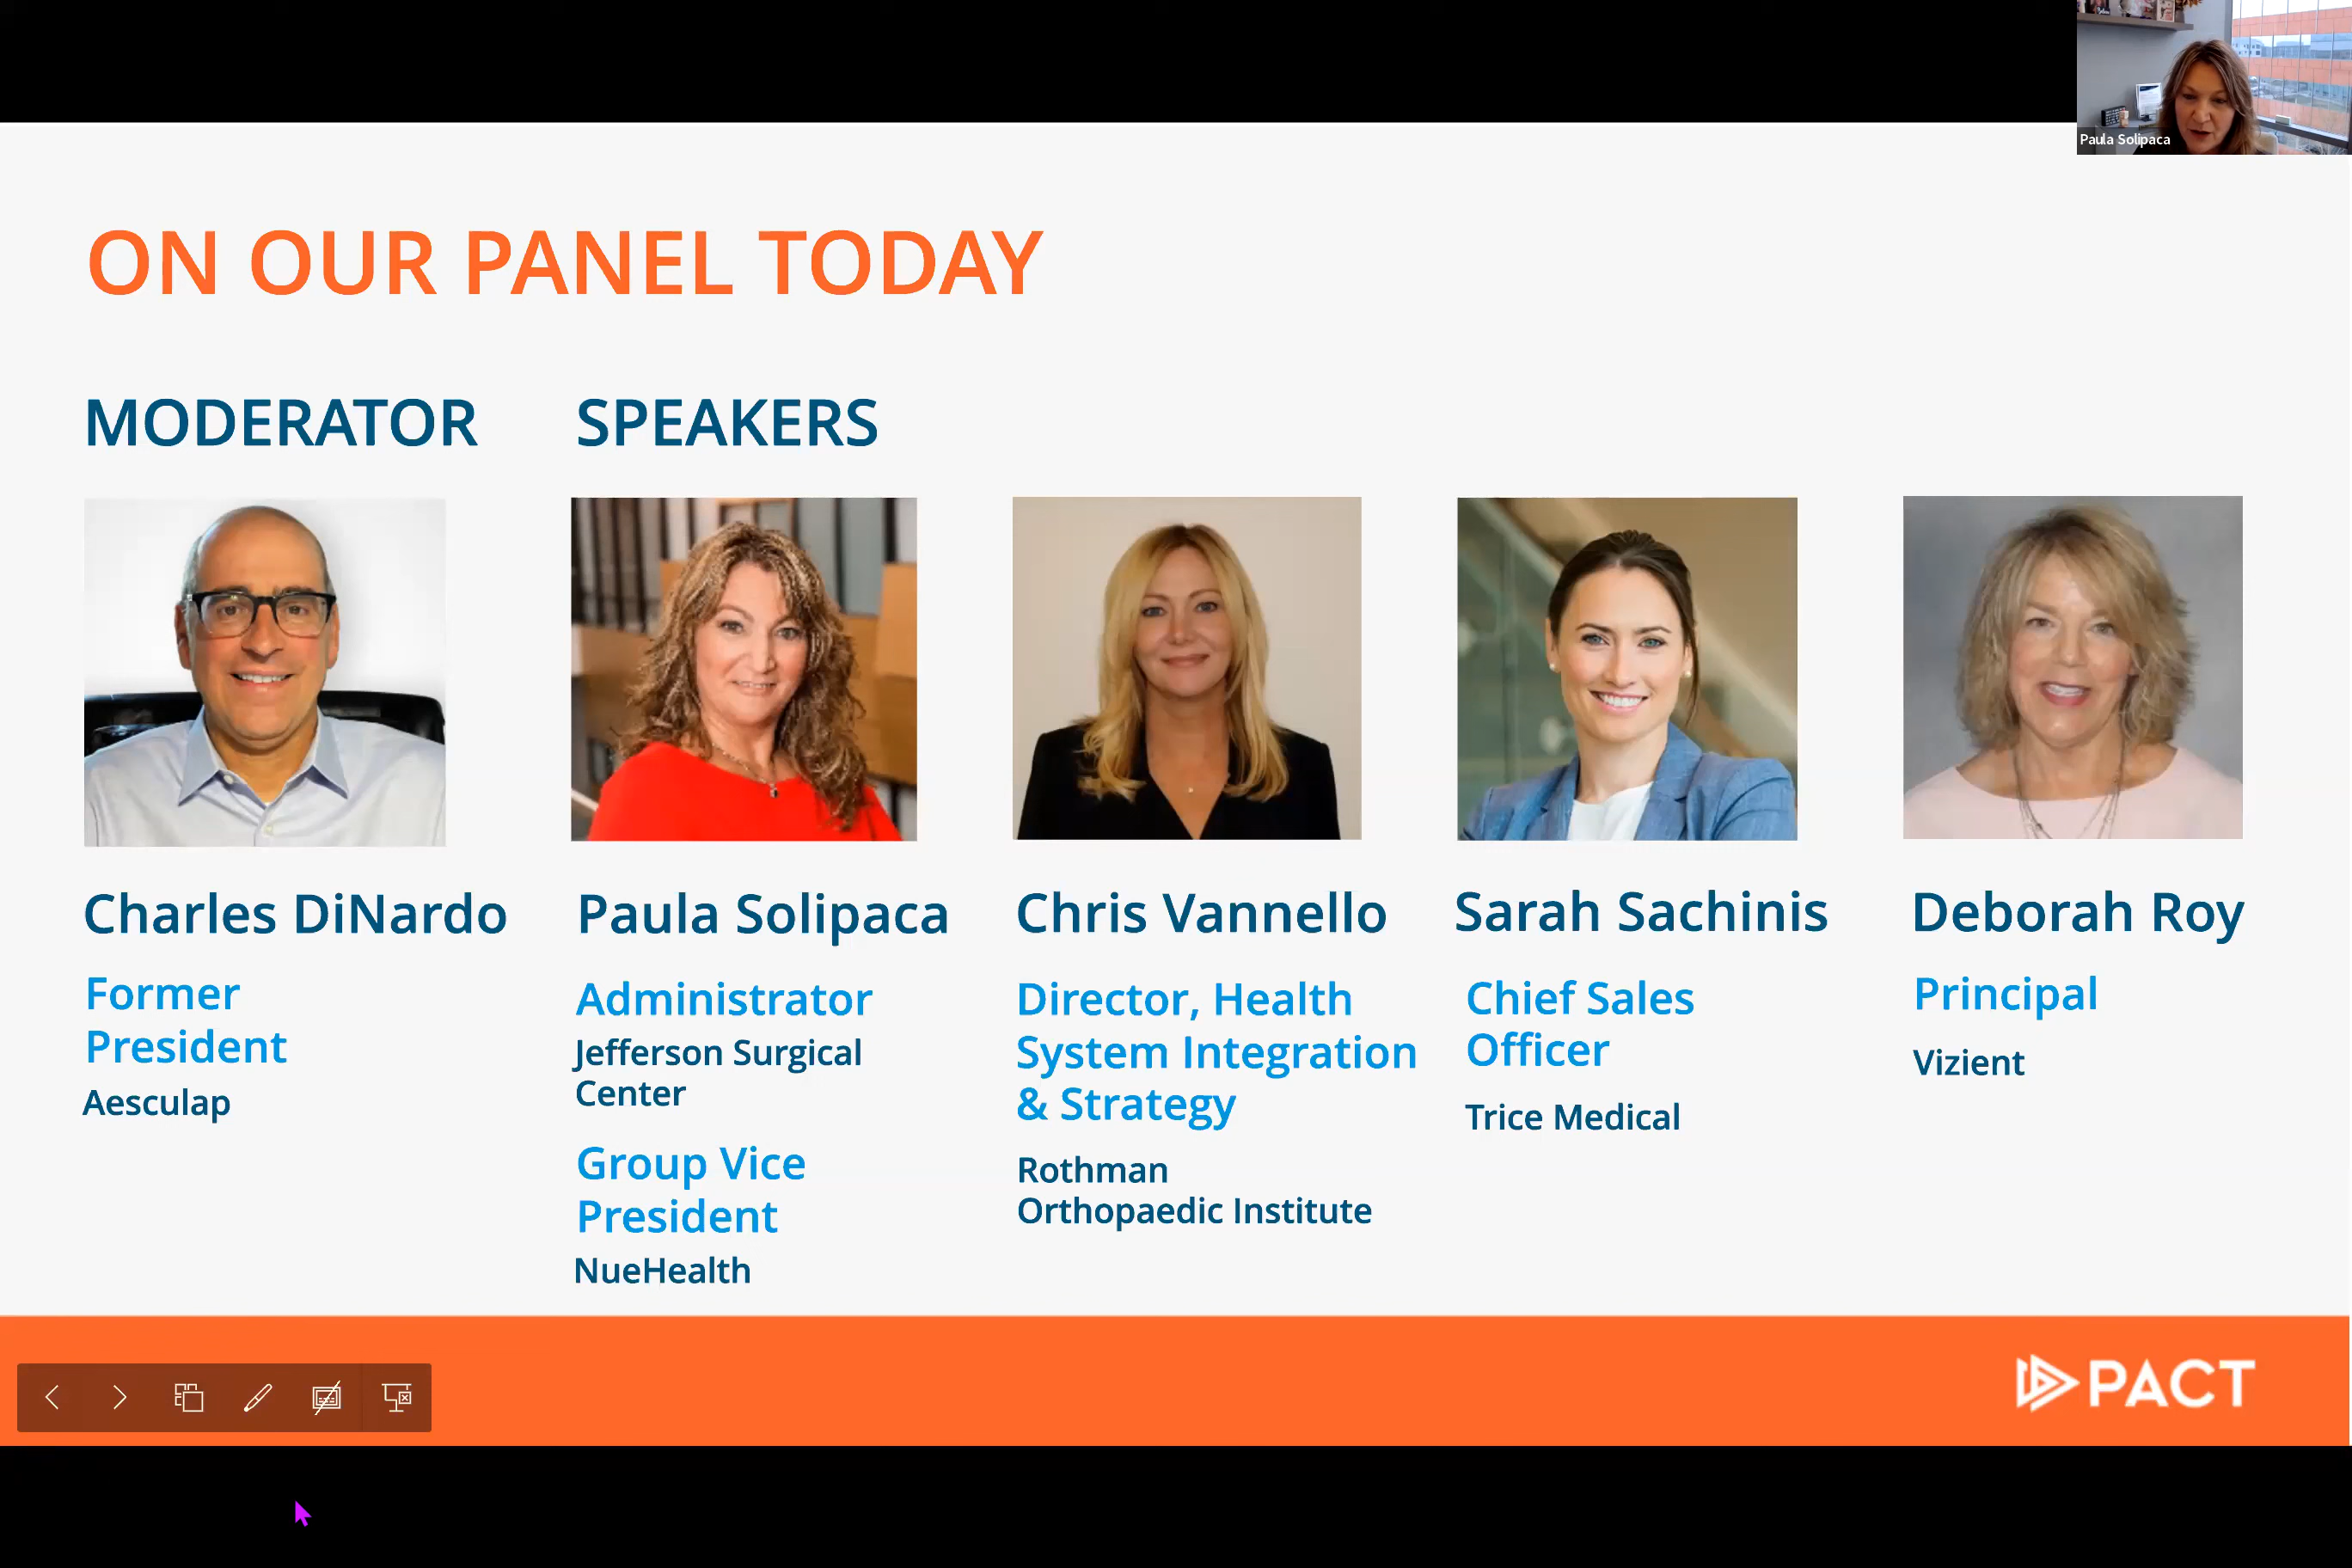 Paula Solipaca
ON OUR PANEL TODAY
MODERATOR
SPEAKERS
Charles DiNardo
Former
President
Aesculap
Paula Solipaca
Administrator
Jefferson Surgical
Center
Group Vice
President
NueHealth
Chris Vannello
Director, Health
System Integration
& Strategy
Rothman
Orthopaedic Institute
Sarah Sachinis
Chief Sales
Officer
Trice Medical
Deborah Roy
Principal
Vizient
PACT